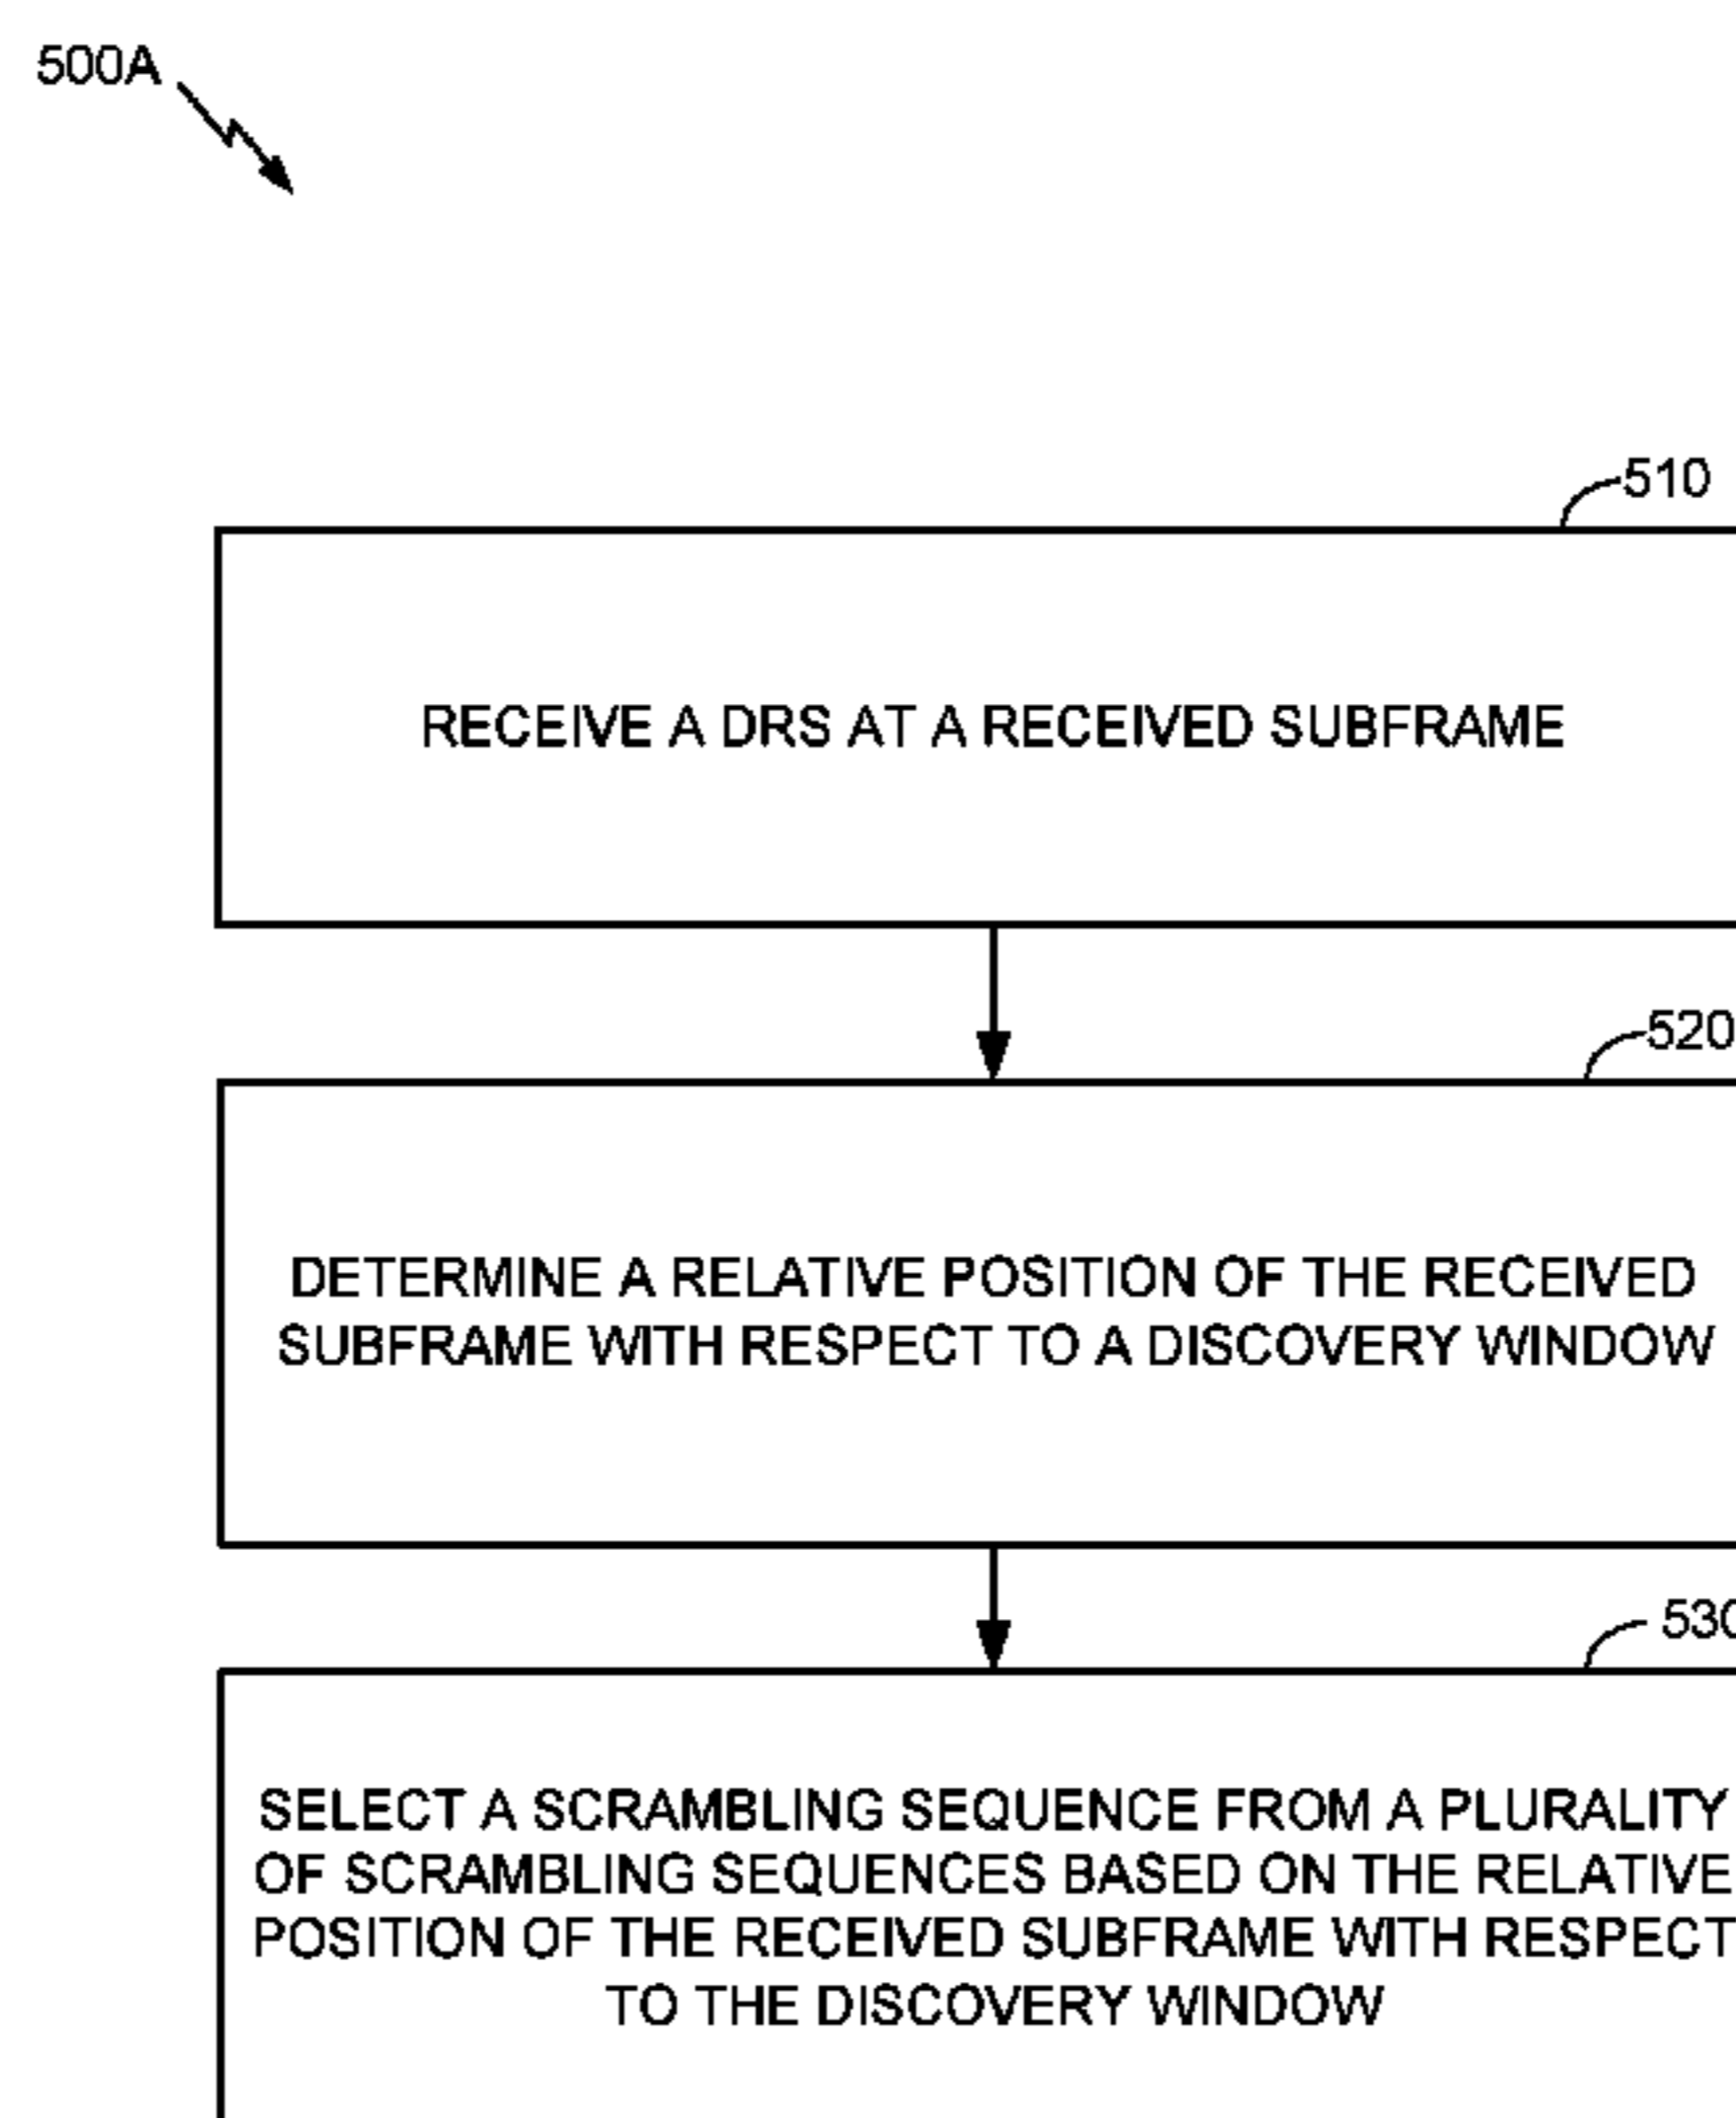 500A
510
RECEIVE A DRS AT A RECEIVED SUBFRAME
520
DETERMINE A RELATIVE POSITION OF THE RECEIVED
SUBFRAME WITH RESPECT TO A DISCOVERY WINDOW
530
SELECT A SCRAMBLING SEQUENCE FROM A PLURALITY
OF SCRAMBLING SEQUENCES BASED ON THE RELATIVE
POSITION OF THE RECEIVED SUBFRAME WITH RESPECT
TO THE DISCOVERY WINDOW